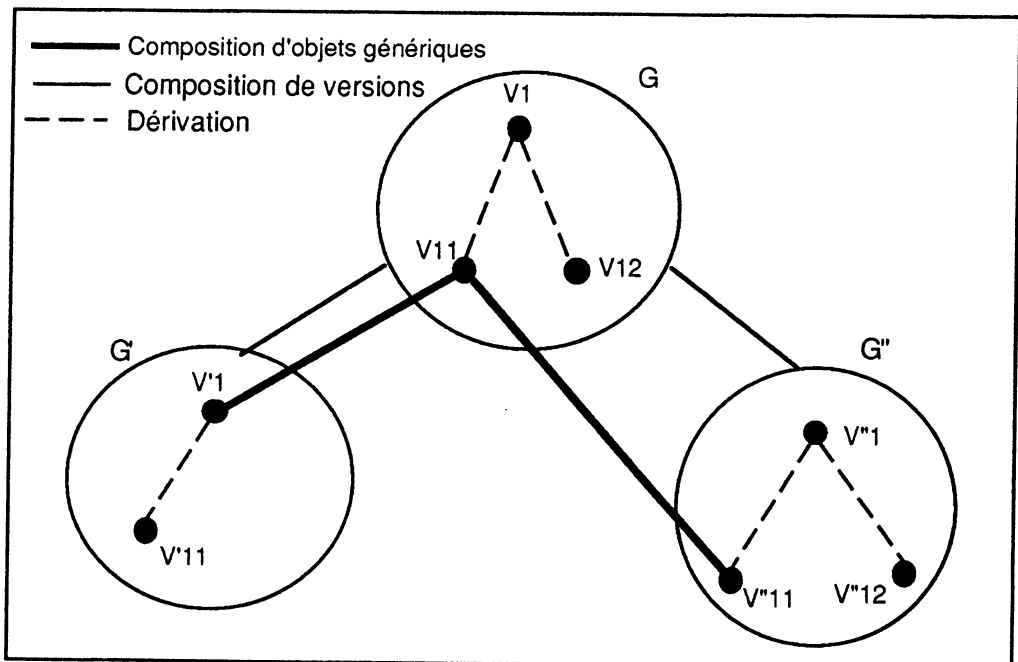 Composition d'objets génériques
Composition de versions
Dérivation
G
V1
V11
V12
G'
V'1
V'11
G"
V"1
V"11
V"12